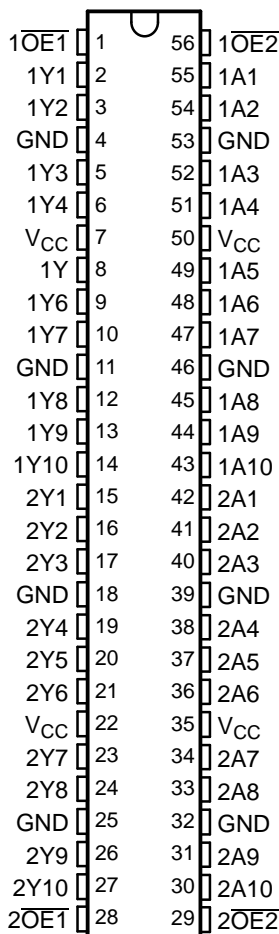 1OE1 1 56 1OE2
1Y1 2 55 1A1
1Y2 3 54 1A2
GND 4 53 GND
1Y3 5 52 1A3
1Y4 6 51 1A4
VCC 7 50 VCC
1Y 8 49 1A5
1Y6 9 48 1A6
1Y7 10 47 1A7
GND 11 46 GND
1Y8 12 45 1A8
1Y9 13 44 1A9
1Y10 14 43 1A10
2Y1 15 42 2A1
2Y2 16 41 2A2
2Y3 17 40 2A3
GND 18 39 GND
2Y4 19 38 2A4
2Y5 20 37 2A5
2Y6 21 36 2A6
VCC 22 35 VCC
2Y7 23 34 2A7
2Y8 24 33 2A8
GND 25 32 GND
2Y9 26 31 2A9
2Y10 27 30 2A10
2OE1 28 29 2OE2